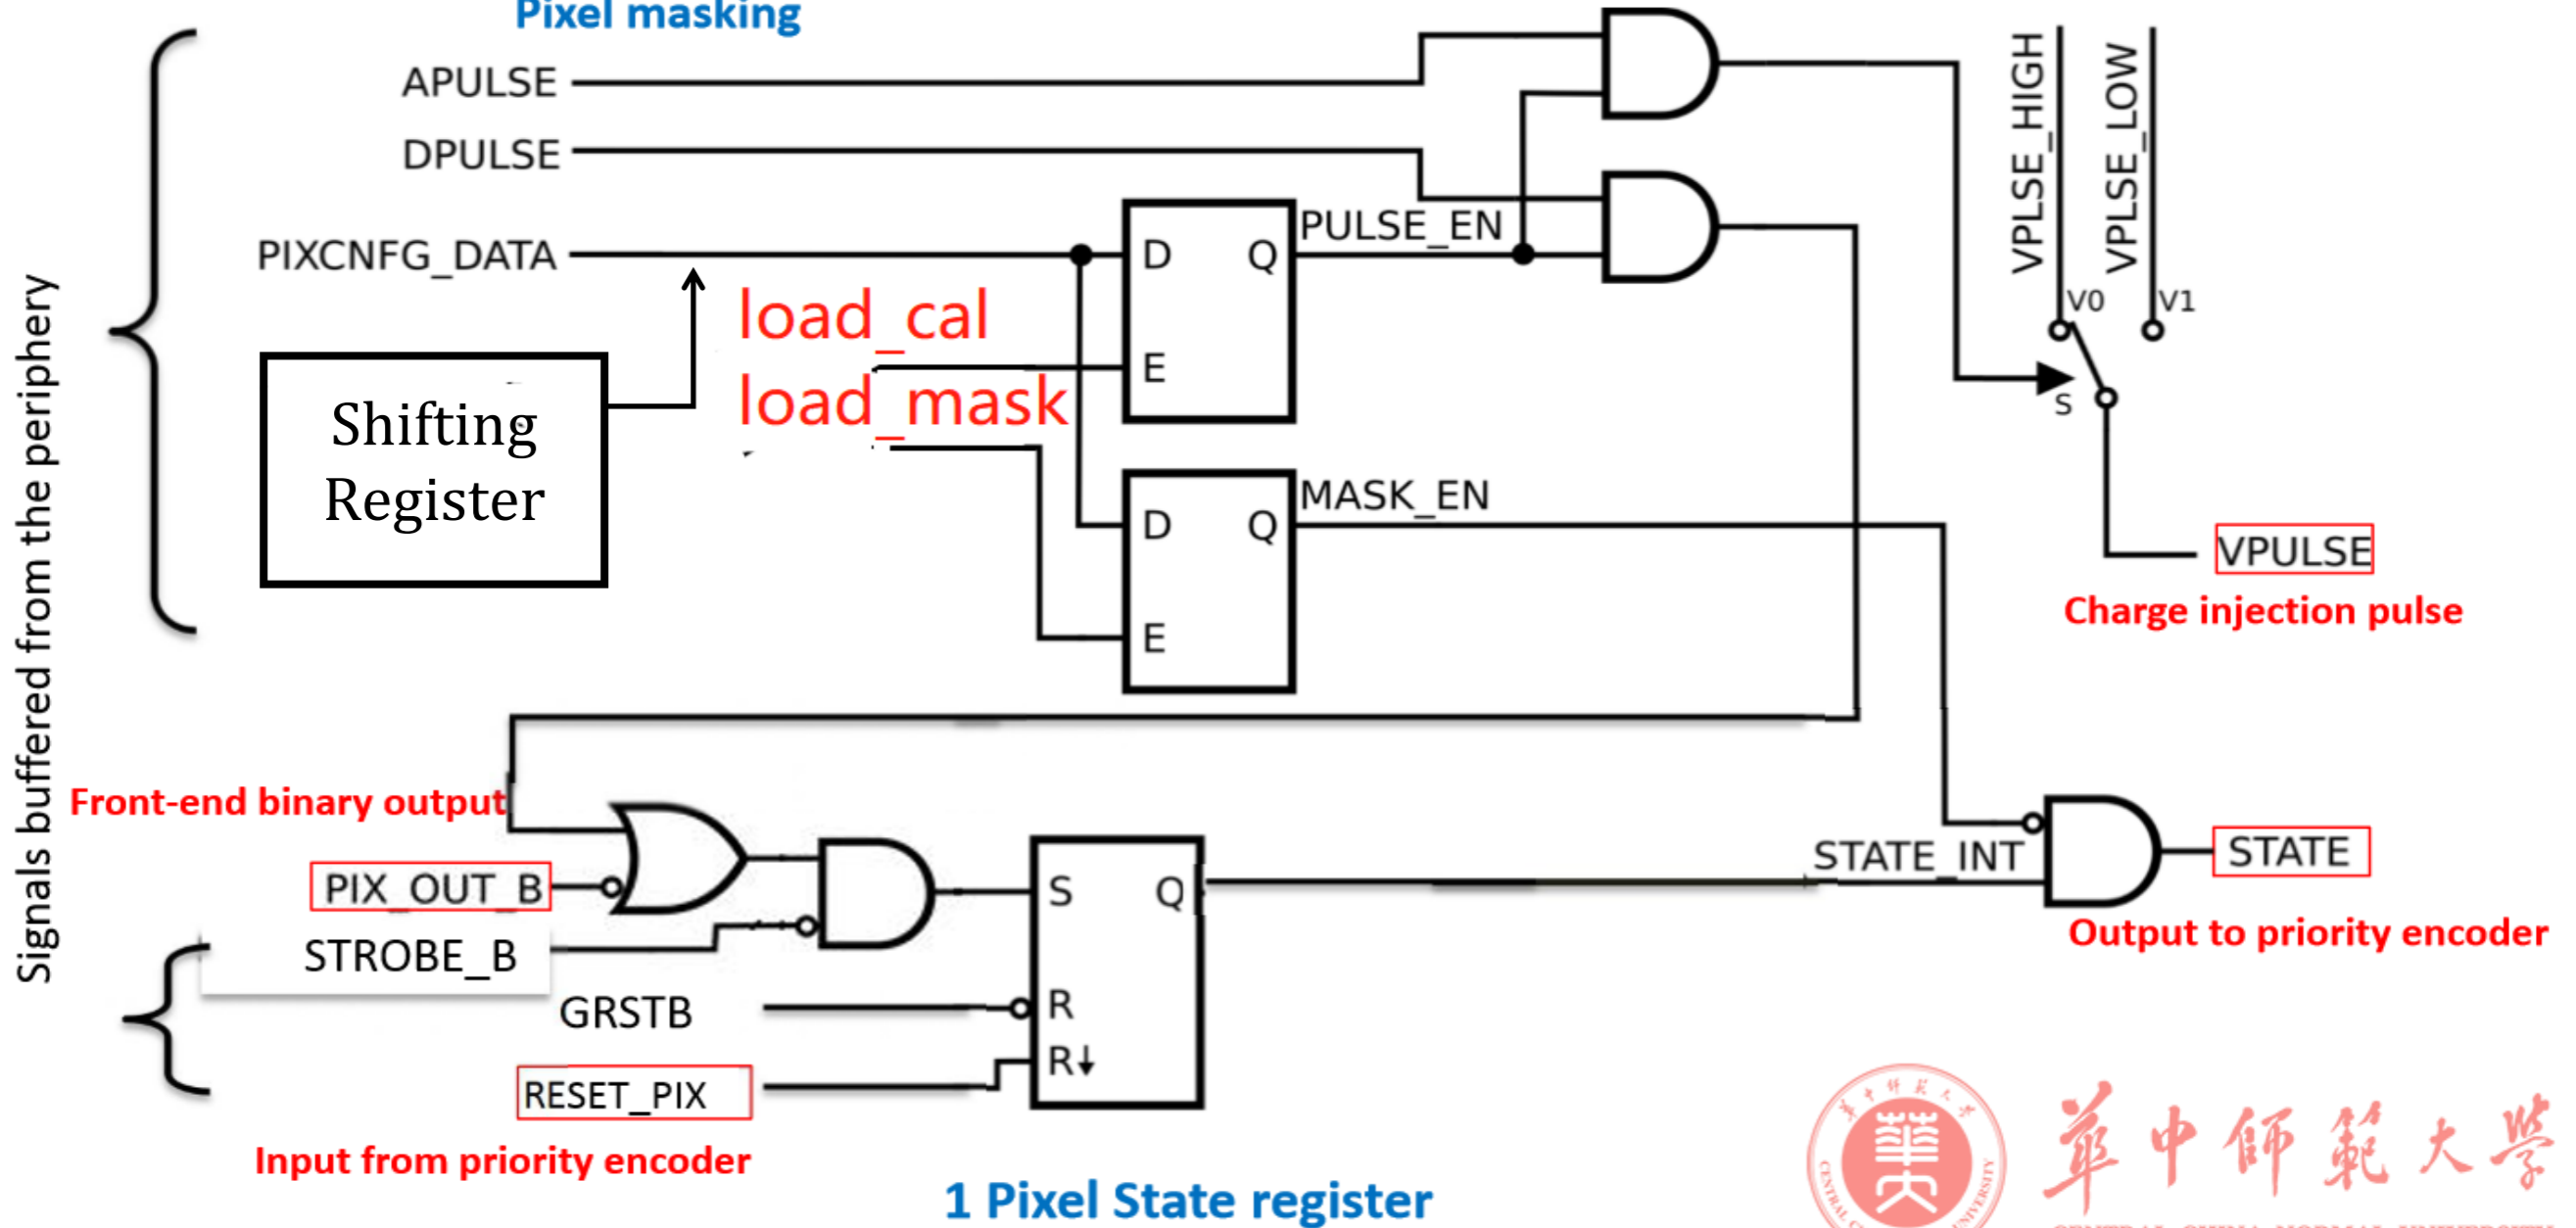 Pixel masking
APULSE
DPULSE
PIXCNFG_DATA
load_cal
load_mask
Shifting
Register
D Q
E
PULSE_EN
D Q
E
MASK_EN
VPLSE_HIGH
VPLSE_LOW
V0
V1
S
VPULSE
Charge injection pulse
Signals buffered from the periphery
Front-end binary output
PIX_OUT_B
STROBE_B
GRSTB
RESET_PIX
Input from priority encoder
S Q
R
R↓
STATE_INT
STATE
Output to priority encoder
1 Pixel State register
華中師範大學